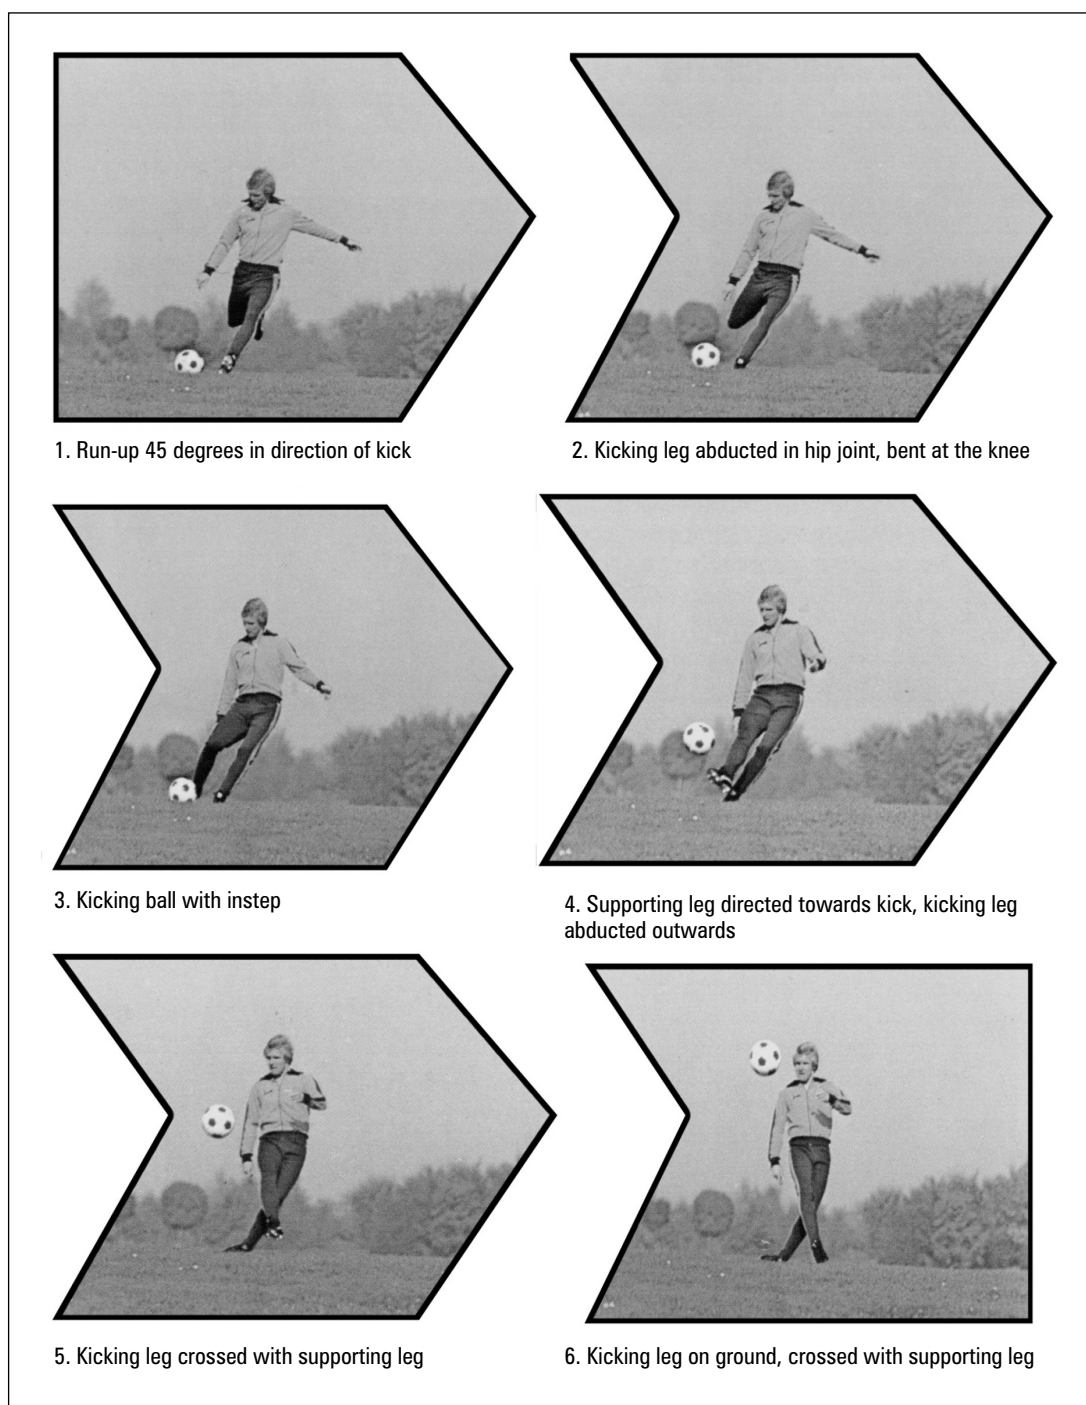 1. Run-up 45 degrees in direction of kick
2. Kicking leg abducted in hip joint, bent at the knee
3. Kicking ball with instep
4. Supporting leg directed towards kick, kicking leg
abducted outwards
5. Kicking leg crossed with supporting leg
6. Kicking leg on ground, crossed with supporting leg